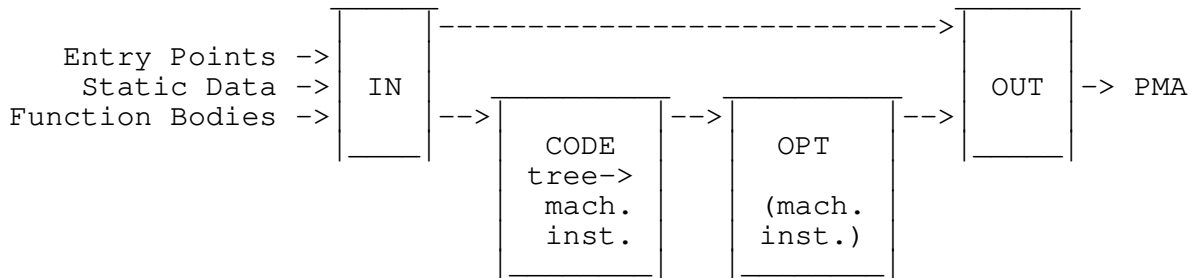 Entry Points ->
Static Data -> IN OUT -> PMA
Function Bodies ->
CODE OPT
tree->
mach. (mach.
inst. inst.)